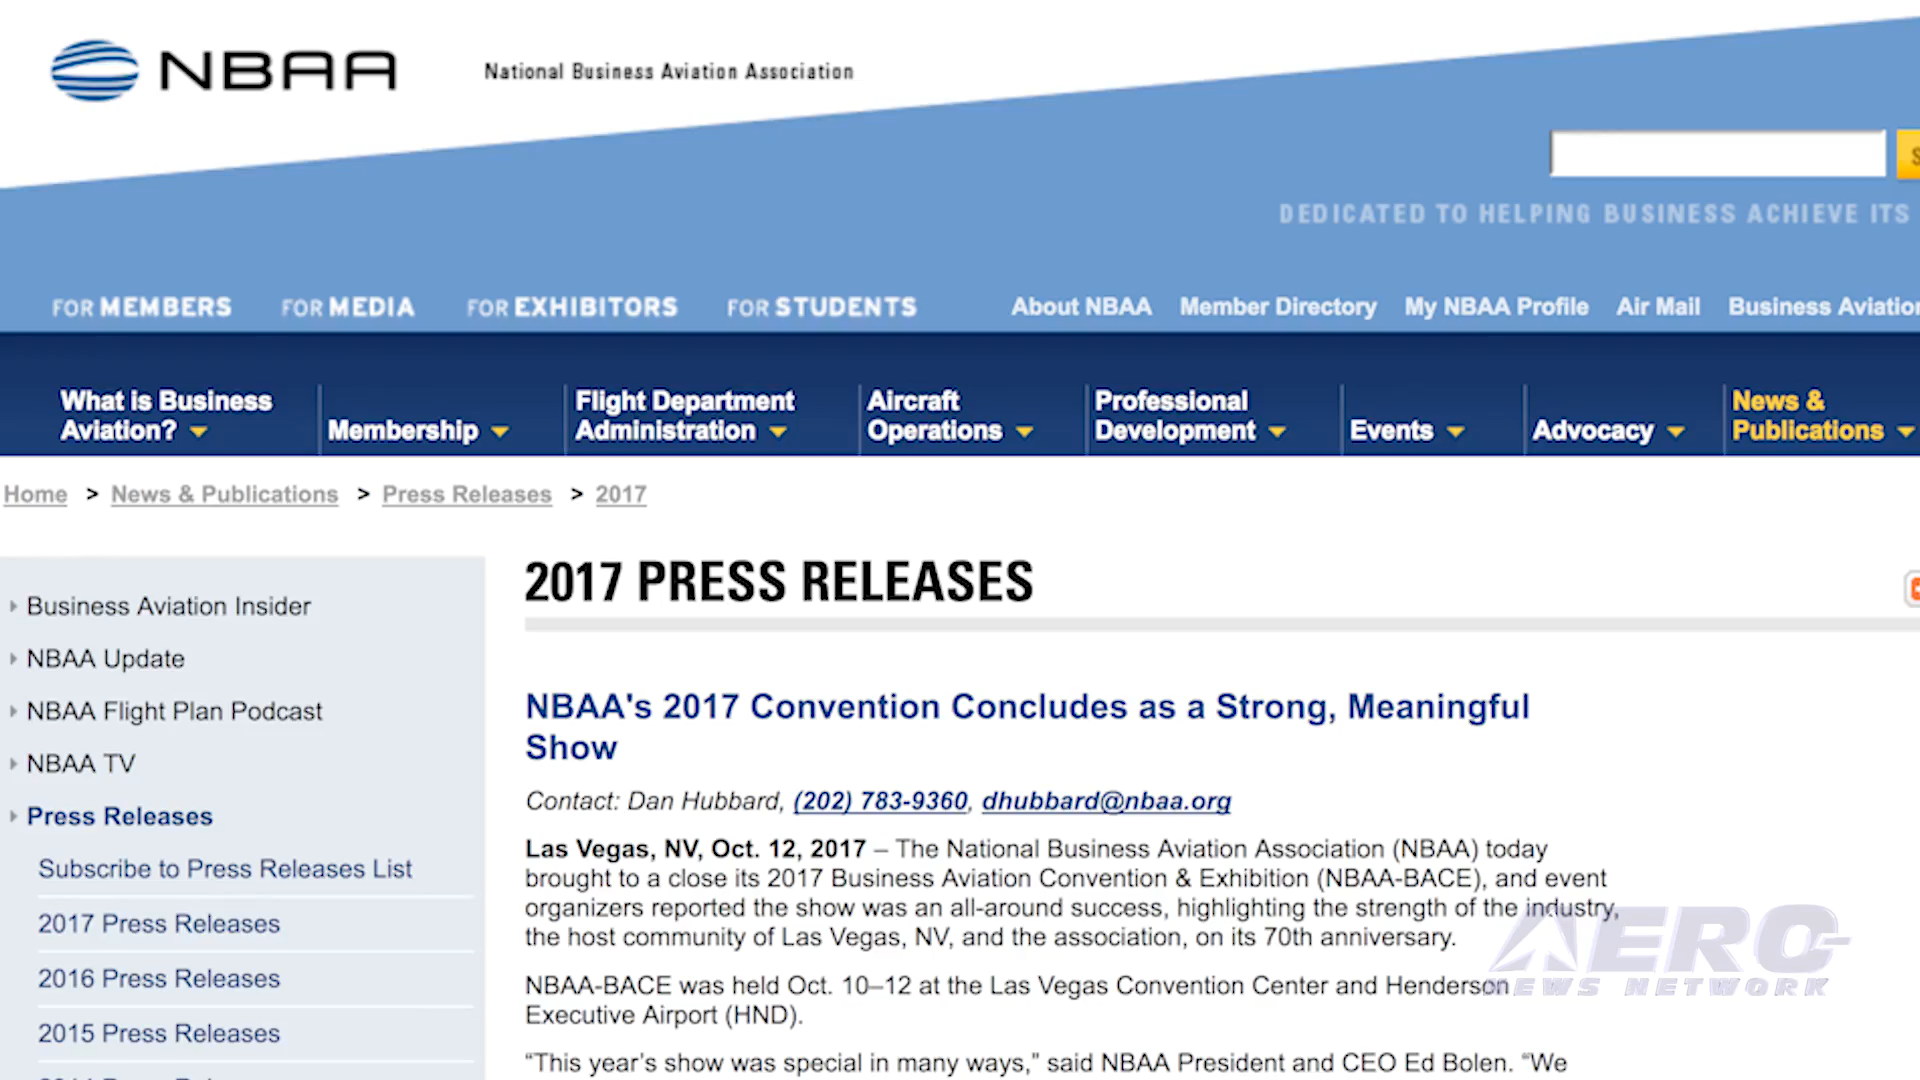 NBAA
National Business Aviation Association
DEDICATED TO HELPING BUSINESS ACHIEVE ITS
FOR MEMBERS FOR MEDIA FOR EXHIBITORS FOR STUDENTS About NBAA Member Directory My NBAA Profile Air Mail Business Aviation
What is Business Aviation?
Membership
Flight Department Administration
Aircraft Operations
Professional Development
Events
Advocacy
News & Publications
Home > News & Publications > Press Releases > 2017
Business Aviation Insider
NBAA Update
NBAA Flight Plan Podcast
NBAA TV
Press Releases
Subscribe to Press Releases List
2017 Press Releases
2016 Press Releases
2015 Press Releases
2017 PRESS RELEASES
NBAA's 2017 Convention Concludes as a Strong, Meaningful
Show
Contact: Dan Hubbard, (202) 783-9360, dhubbard@nbaa.org
Las Vegas, NV, Oct. 12, 2017 – The National Business Aviation Association (NBAA) today
brought to a close its 2017 Business Aviation Convention & Exhibition (NBAA-BACE), and event
organizers reported the show was an all-around success, highlighting the strength of the industry,
the host community of Las Vegas, NV, and the association, on its 70th anniversary.
NBAA-BACE was held Oct. 10–12 at the Las Vegas Convention Center and Henderson
Executive Airport (HND).
“This year’s show was special in many ways,” said NBAA President and CEO Ed Bolen. “We
AERO
NEWS NETWORK